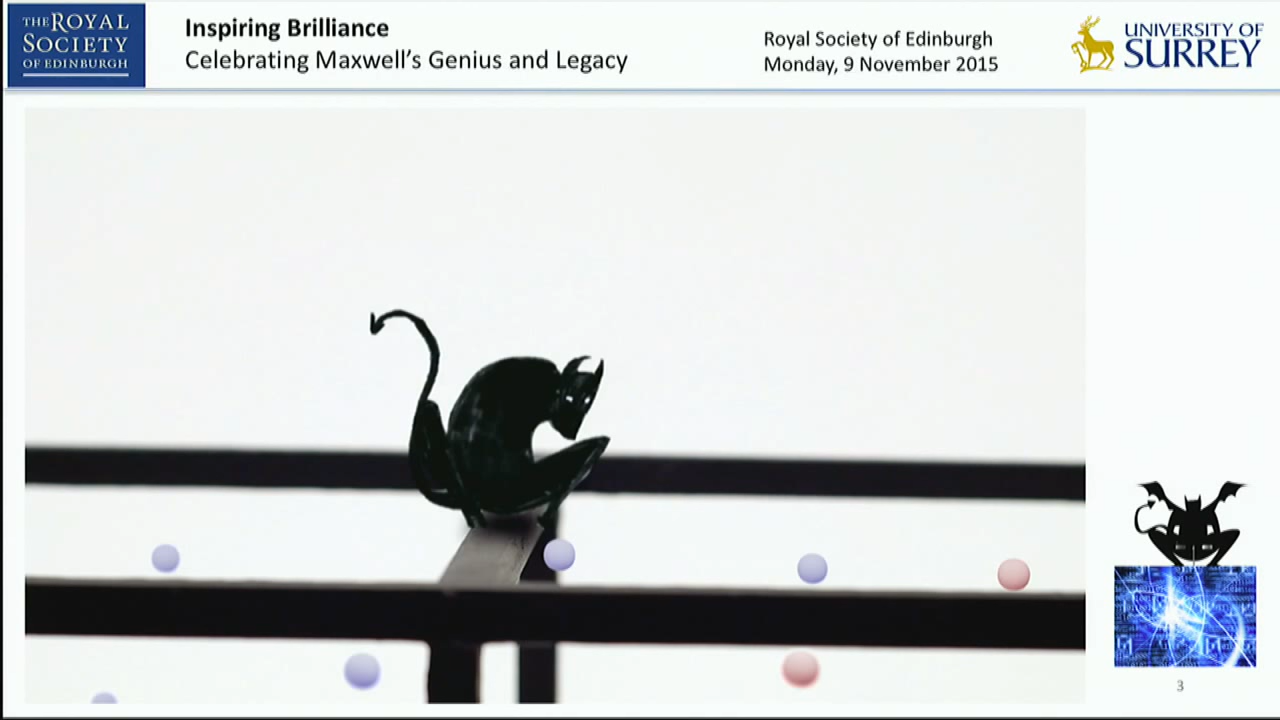 THE ROYAL
SOCIETY
OF EDINBURGH
Inspiring Brilliance
Celebrating Maxwell's Genius and Legacy
Royal Society of Edinburgh
Monday, 9 November 2015
UNIVERSITY OF
SURREY
3